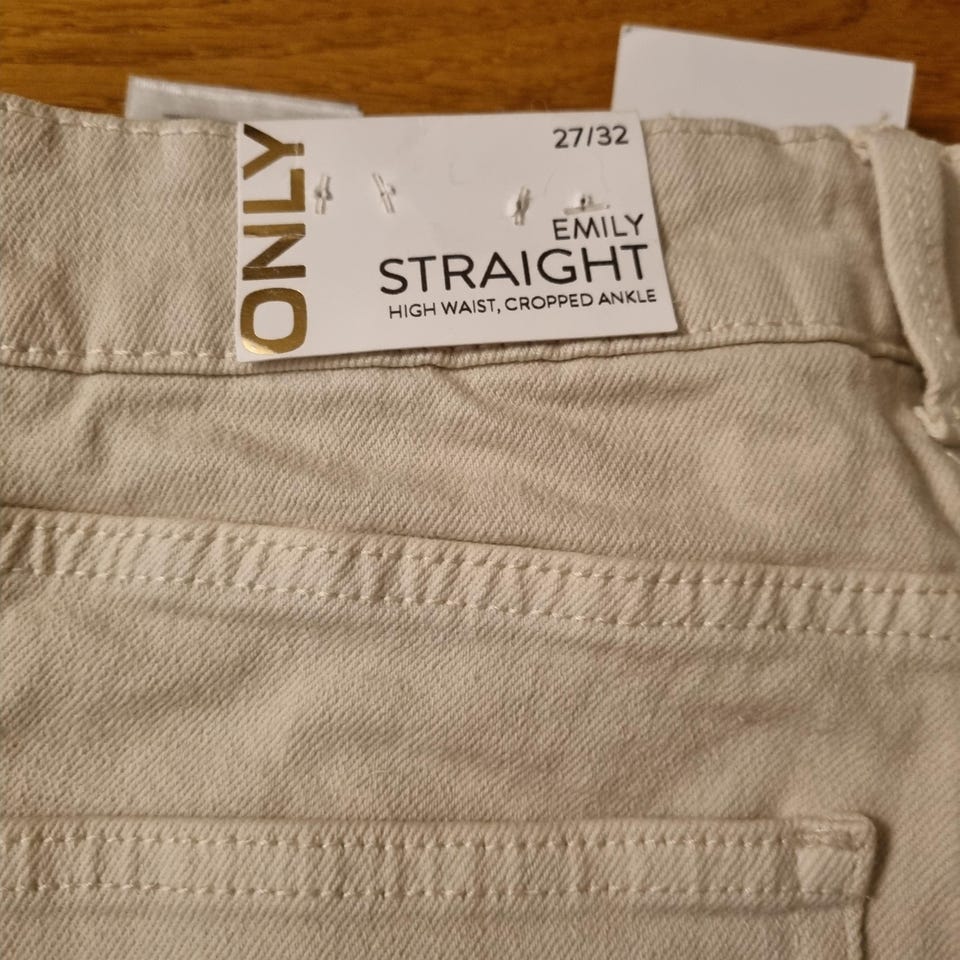 ONLY
27/32
EMILY
STRAIGHT
HIGH WAIST, CROPPED ANKLE